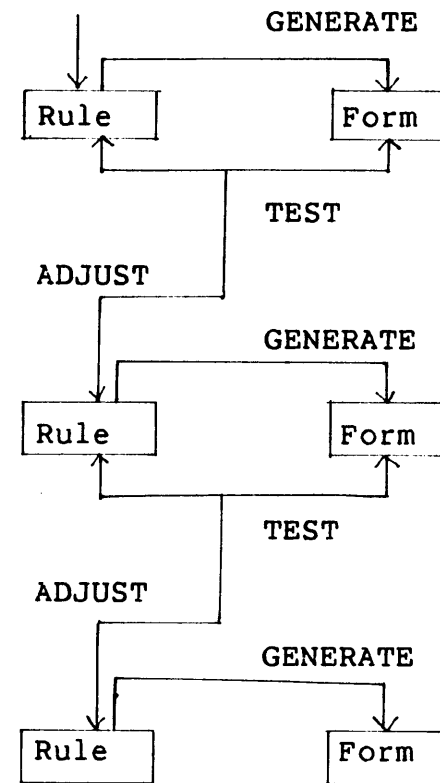 GENERATE
Rule Form
TEST
ADJUST
GENERATE
Rule Form
TEST
ADJUST
GENERATE
Rule Form